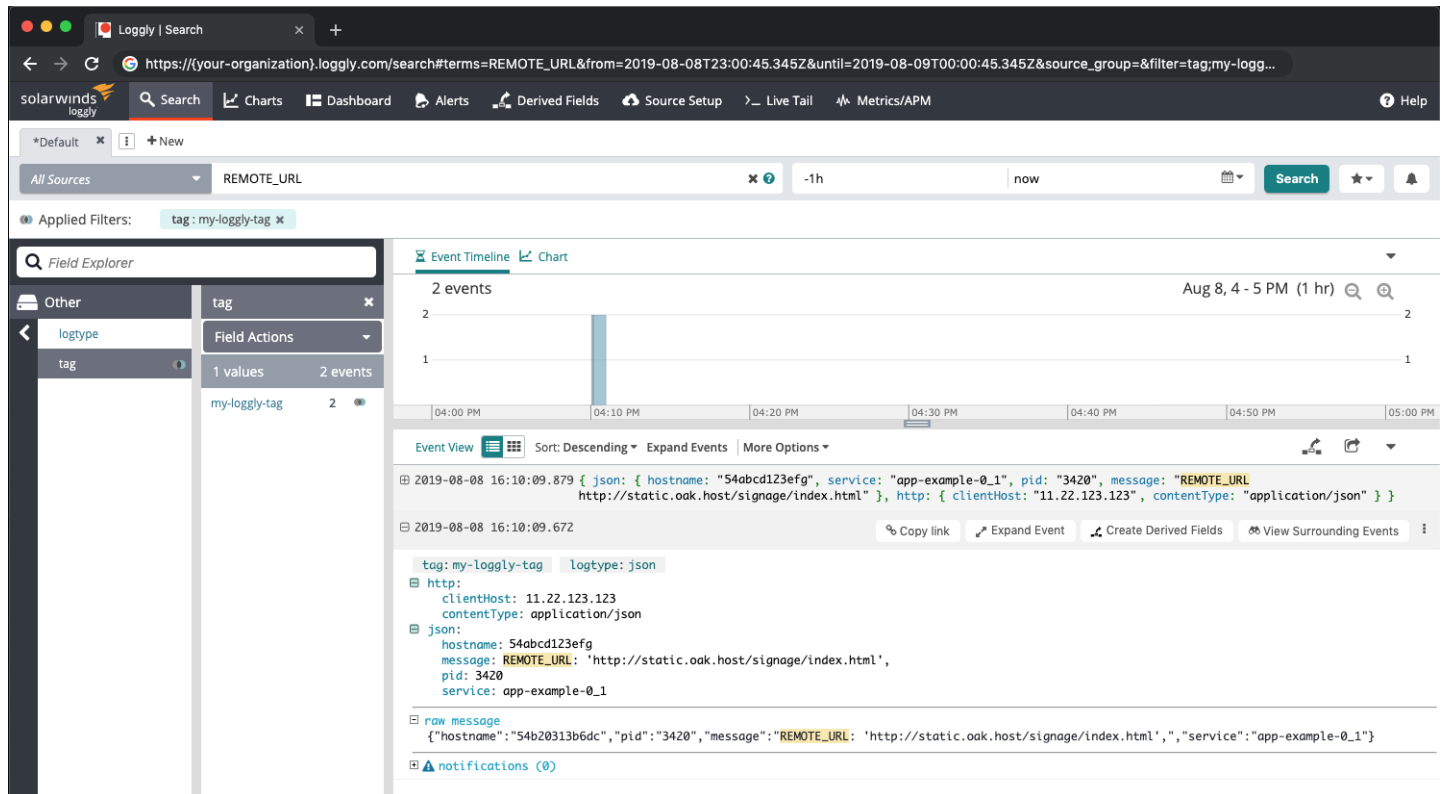 Loggly | Search
https://{your-organization}.loggly.com/search#terms=REMOTE_URL&from=2019-08-08T23:00:45.345Z&until=2019-08-09T00:00:45.345Z&source_group=&filter=tag;my-logg...
solarwinds loggly
Search Charts Dashboard Alerts Derived Fields Source Setup Live Tail Metrics/APM Help
*Default New
All Sources REMOTE_URL -1h now Search
Applied Filters: tag : my-loggly-tag
Field Explorer
Event Timeline Chart
2 events Aug 8, 4 - 5 PM (1 hr)
Other
logtype
tag
tag
Field Actions
1 values 2 events
my-loggly-tag 2
2 2
1 1
04:00 PM 04:10 PM 04:20 PM 04:30 PM 04:40 PM 04:50 PM 05:00 PM
Event View Sort: Descending Expand Events More Options
2019-08-08 16:10:09.879 { json: { hostname: "54abcd123efg", service: "app-example-0_1", pid: "3420", message: "REMOTE_URL
http://static.oak.host/signage/index.html" }, http: { clientHost: "11.22.123.123" , contentType: "application/json" } }
2019-08-08 16:10:09.672 Copy link Expand Event Create Derived Fields View Surrounding Events
tag: my-loggly-tag logtype: json
http:
clientHost: 11.22.123.123
contentType: application/json
json:
hostname: 54abcd123efg
message: REMOTE_URL: 'http://static.oak.host/signage/index.html',
pid: 3420
service: app-example-0_1
raw message
{"hostname":"54b20313b6dc","pid":"3420","message":"REMOTE_URL: 'http://static.oak.host/signage/index.html',","service":"app-example-0_1"}
notifications (0)